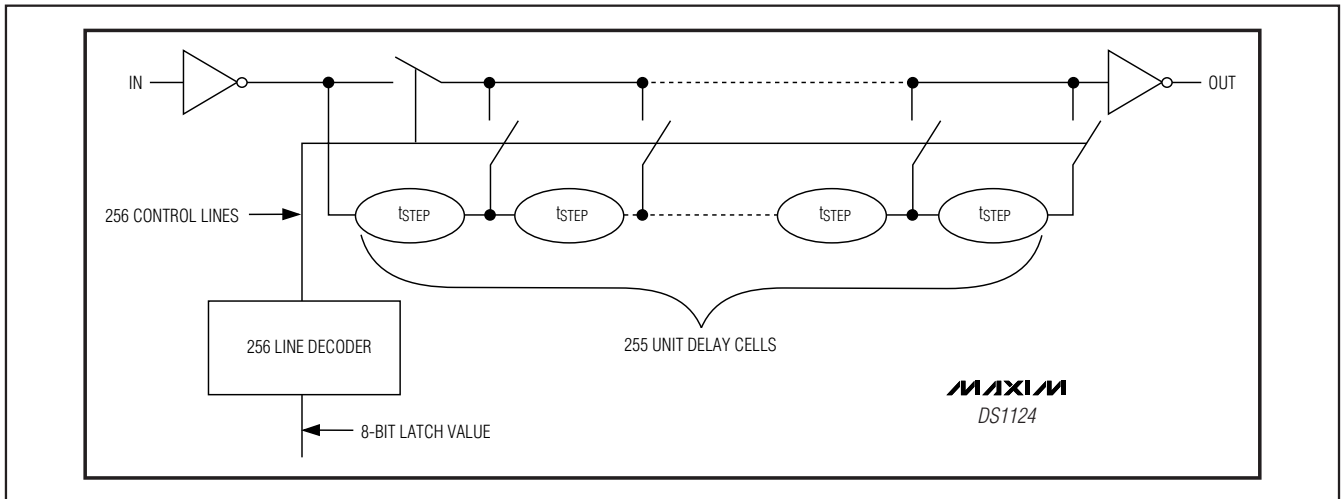 IN
OUT
256 CONTROL LINES
tSTEP
tSTEP
tSTEP
tSTEP
256 LINE DECODER
255 UNIT DELAY CELLS
MAXIM
DS1124
8-BIT LATCH VALUE